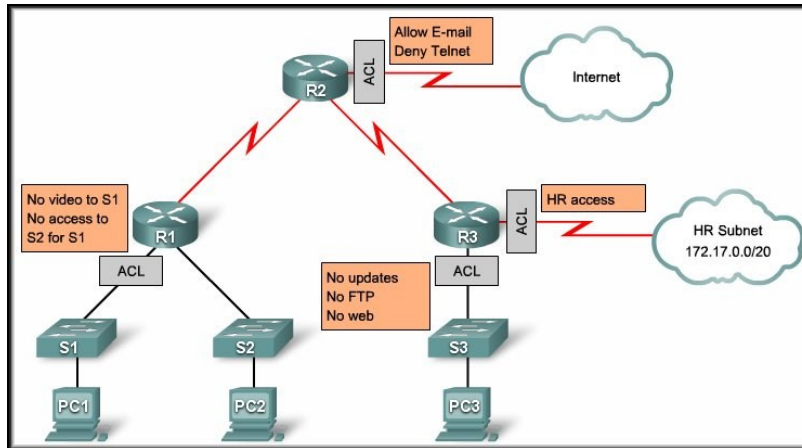 Allow E-mail
Deny Telnet
ACL
R2
Internet
No video to S1
No access to
S2 for S1
R1
ACL
HR access
ACL
R3
HR Subnet
172.17.0.0/20
ACL
No updates
No FTP
No web
S1
S2
S3
PC1
PC2
PC3